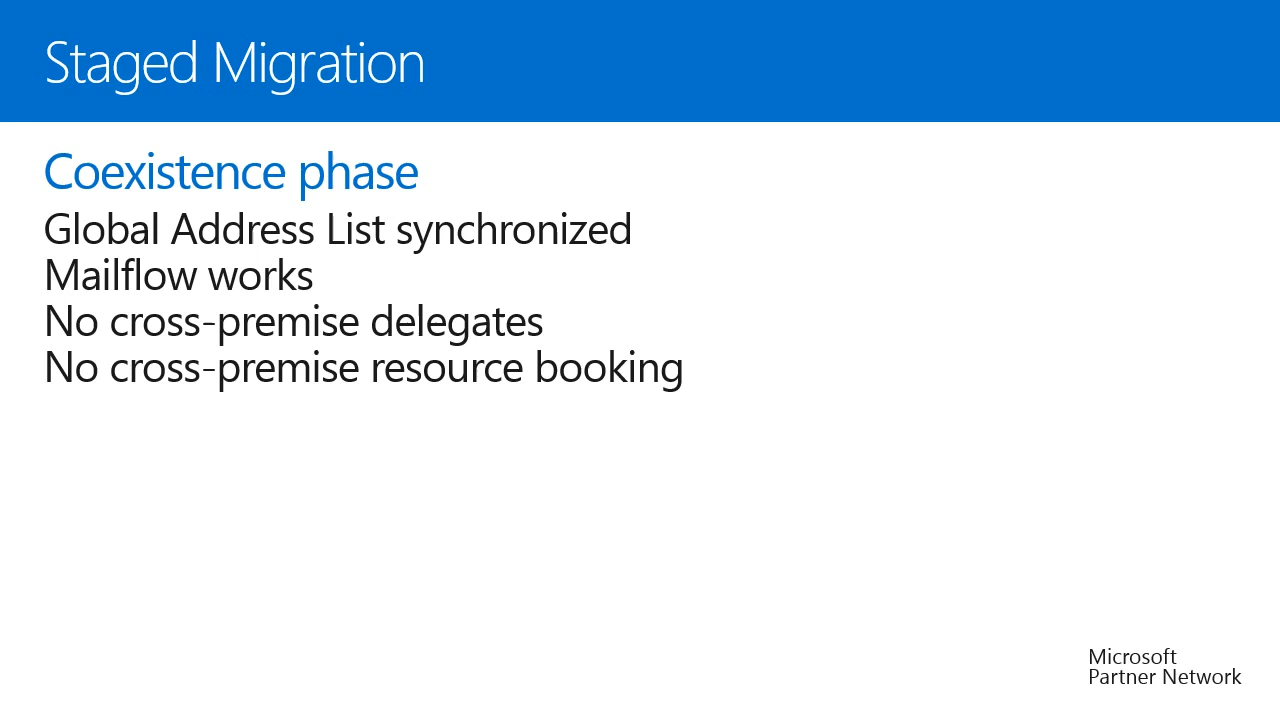 Staged Migration
Coexistence phase
Global Address List synchronized
Mailflow works
No cross-premise delegates
No cross-premise resource booking
Microsoft
Partner Network